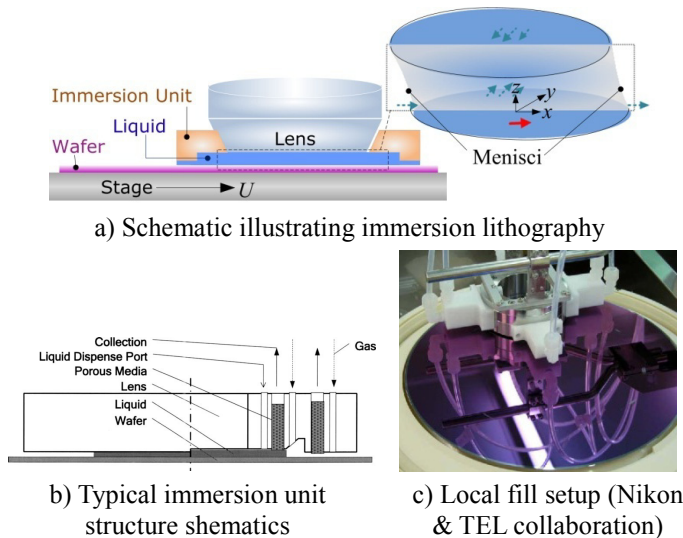 Immersion Unit
Liquid
Wafer
Lens
Stage
U
z
y
x
Menisci
a) Schematic illustrating immersion lithography
Collection
Liquid Dispense Port
Porous Media
Lens
Liquid
Wafer
Gas
b) Typical immersion unit
structure shematics
c) Local fill setup (Nikon
& TEL collaboration)